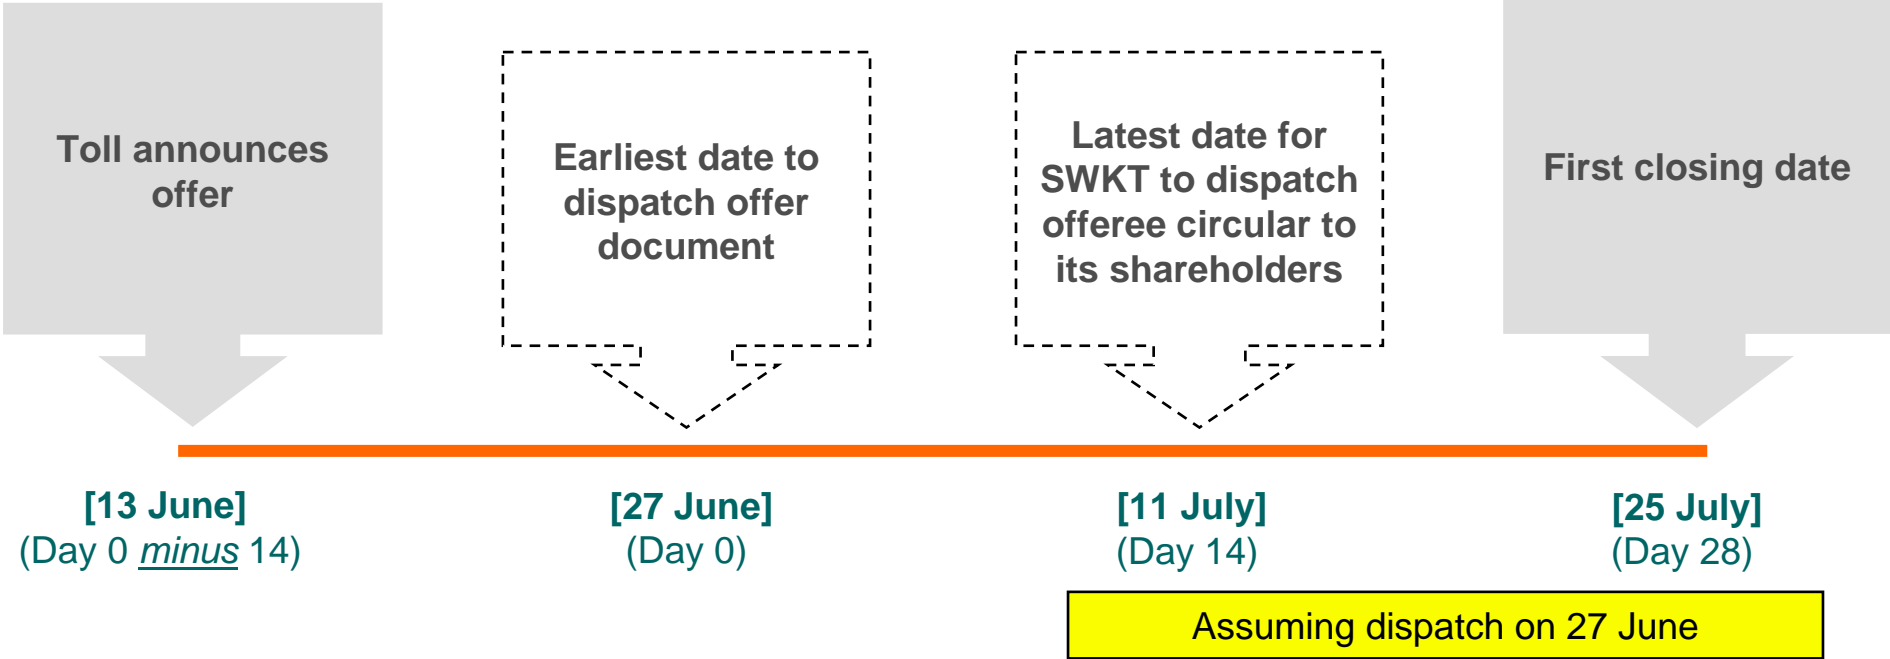 Toll announces
offer
Earliest date to
dispatch offer
document
Latest date for
SWKT to dispatch
offeree circular to
its shareholders
First closing date
[13 June]
(Day 0 minus 14)
[27 June]
(Day 0)
[11 July]
(Day 14)
[25 July]
(Day 28)
Assuming dispatch on 27 June